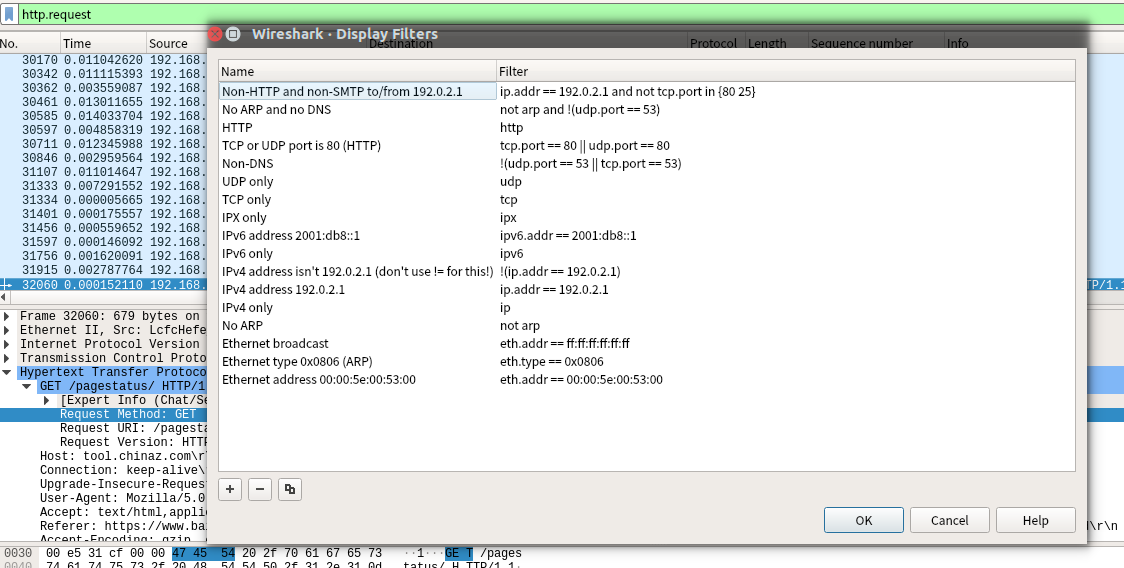 http.request
Wireshark · Display Filters
No. Time Source Destination Protocol Length Sequence number Info
Name Filter
30170 0.011042620 192.168.
30342 0.011115393 192.168.
30362 0.003559087 192.168.
30461 0.013011655 192.168.
30585 0.014033704 192.168.
30597 0.004858319 192.168.
30711 0.012345988 192.168.
30846 0.002959564 192.168.
31107 0.011014647 192.168.
31333 0.007291552 192.168.
31334 0.000005665 192.168.
31401 0.000175557 192.168.
31456 0.000559652 192.168.
31597 0.000146092 192.168.
31756 0.001620091 192.168.
31915 0.002787764 192.168.
32060 0.000152110 192.168. TP/1.1
Non-HTTP and non-SMTP to/from 192.0.2.1 ip.addr == 192.0.2.1 and not tcp.port in {80 25}
No ARP and no DNS not arp and !(udp.port == 53)
HTTP http
TCP or UDP port is 80 (HTTP) tcp.port == 80 || udp.port == 80
Non-DNS !(udp.port == 53 || tcp.port == 53)
UDP only udp
TCP only tcp
IPX only ipx
IPv6 address 2001:db8::1 ipv6.addr == 2001:db8::1
IPv6 only ipv6
IPv4 address isn't 192.0.2.1 (don't use != for this!) !(ip.addr == 192.0.2.1)
IPv4 address 192.0.2.1 ip.addr == 192.0.2.1
IPv4 only ip
No ARP not arp
Ethernet broadcast eth.addr == ff:ff:ff:ff:ff:ff
Ethernet type 0x0806 (ARP) eth.type == 0x0806
Ethernet address 00:00:5e:00:53:00 eth.addr == 00:00:5e:00:53:00
Frame 32060: 679 bytes on
Ethernet II, Src: LcfcHefe
Internet Protocol Version
Transmission Control Proto
Hypertext Transfer Protoco
GET /pagestatus/ HTTP/1
[Expert Info (Chat/Se
Request Method: GET
Request URI: /pagesta
Request Version: HTTP
Host: tool.chinaz.com\r
Connection: keep-alive\
Upgrade-Insecure-Reques
User-Agent: Mozilla/5.0
Accept: text/html,applic
Referer: https://www.ba d\r\n
Accept-Encoding: gzip,
OK Cancel Help
0030 00 e5 31 cf 00 00 47 45 54 20 2f 70 61 67 65 73 ··1···GET /pages
0040 74 61 74 75 73 2f 20 48 54 54 50 2f 31 2e 31 0d tatus/ H TTP/1.1·